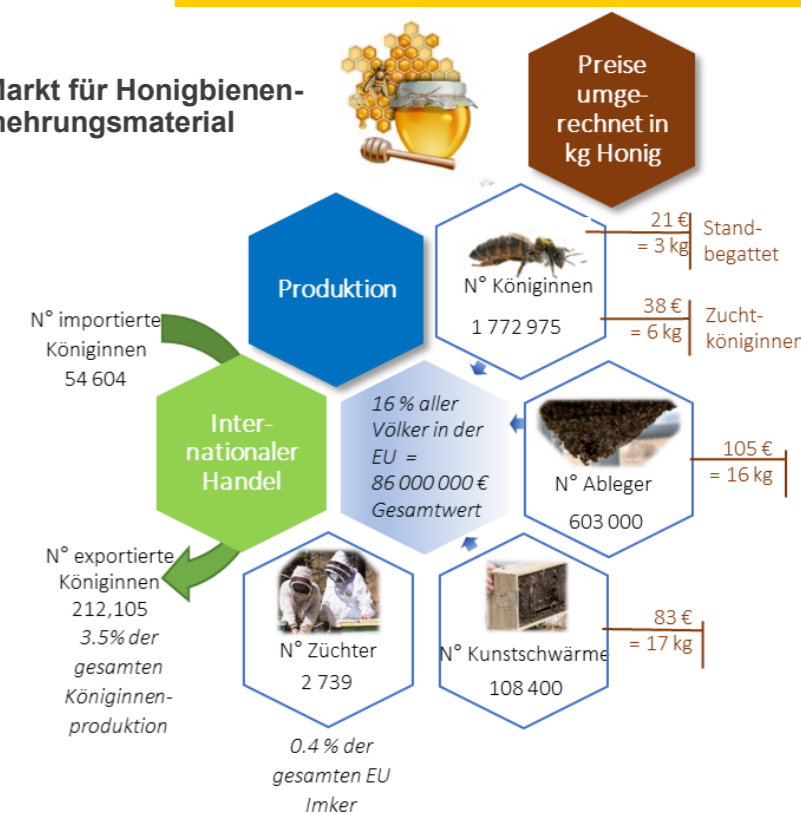 Markt für Honigbienen-
mehrungsmaterial
Preise
umge-
rechnet in
kg Honig
Produktion
N° Königinnen
1 772 975
21 €
= 3 kg
Stand-
begattet
38 €
= 6 kg
Zucht-
königinnen
N° importierte
Königinnen
54 604
Inter-
nationaler
Handel
16 % aller
Völker in der
EU =
86 000 000 €
Gesamtwert
N° Ableger
603 000
105 €
= 16 kg
N° exportierte
Königinnen
212,105
3.5% der
gesamten
Königinnen-
produktion
N° Züchter
2 739
0.4 % der
gesamten EU
Imker
N° Kunstschwärme
108 400
83 €
= 17 kg